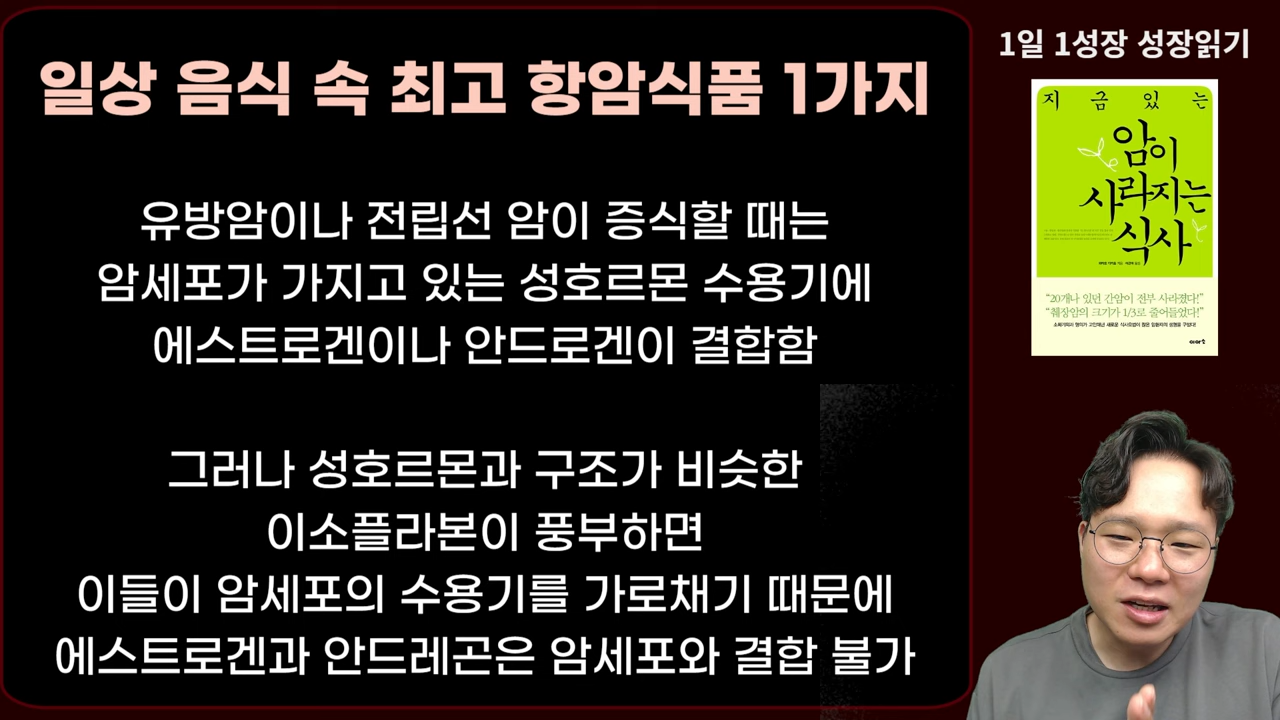 일상 음식 속 최고 항암식품 1가지
유방암이나 전립선 암이 증식할 때는
암세포가 가지고 있는 성호르몬 수용기에
에스트로겐이나 안드로겐이 결합함
그러나 성호르몬과 구조가 비슷한
이소플라본이 풍부하면
이들이 암세포의 수용기를 가로채기 때문에
에스트로겐과 안드레곤은 암세포와 결합 불가
1일 1성장 성장읽기
지금있는
암이
사라지는
식사
“20개나 있던 간암이 전부 사라졌다!”
“췌장암의 크기가 1/3로 줄어들었다!”